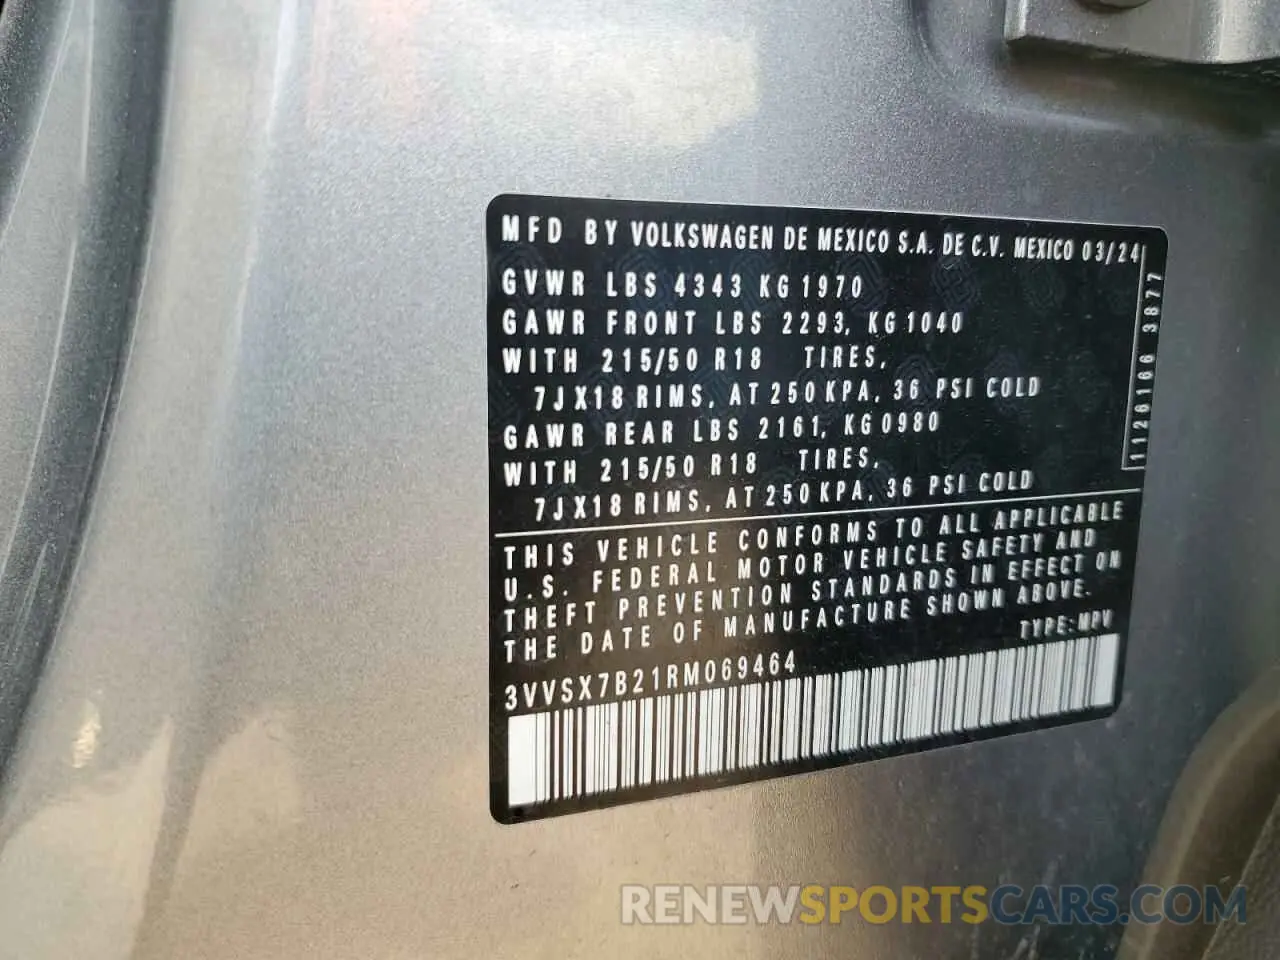 MFD BY VOLKSWAGEN DE MEXICO S.A. DE C.V. MEXICO 03/24
GVWR LBS 4343 KG 1970
GAWR FRONT LBS 2293, KG 1040
WITH 215/50 R18 TIRES,
7JX18 RIMS, AT 250 KPA, 36 PSI COLD
GAWR REAR LBS 2161, KG 0980
WITH 215/50 R18 TIRES,
7JX18 RIMS, AT 250 KPA, 36 PSI COLD
1126166 3877
THIS VEHICLE CONFORMS TO ALL APPLICABLE
U.S. FEDERAL MOTOR VEHICLE SAFETY AND
THEFT PREVENTION STANDARDS IN EFFECT ON
THE DATE OF MANUFACTURE SHOWN ABOVE.
TYPE:MPV
3VVSX7B21RM069464
RENEWSPORTSCARS.COM